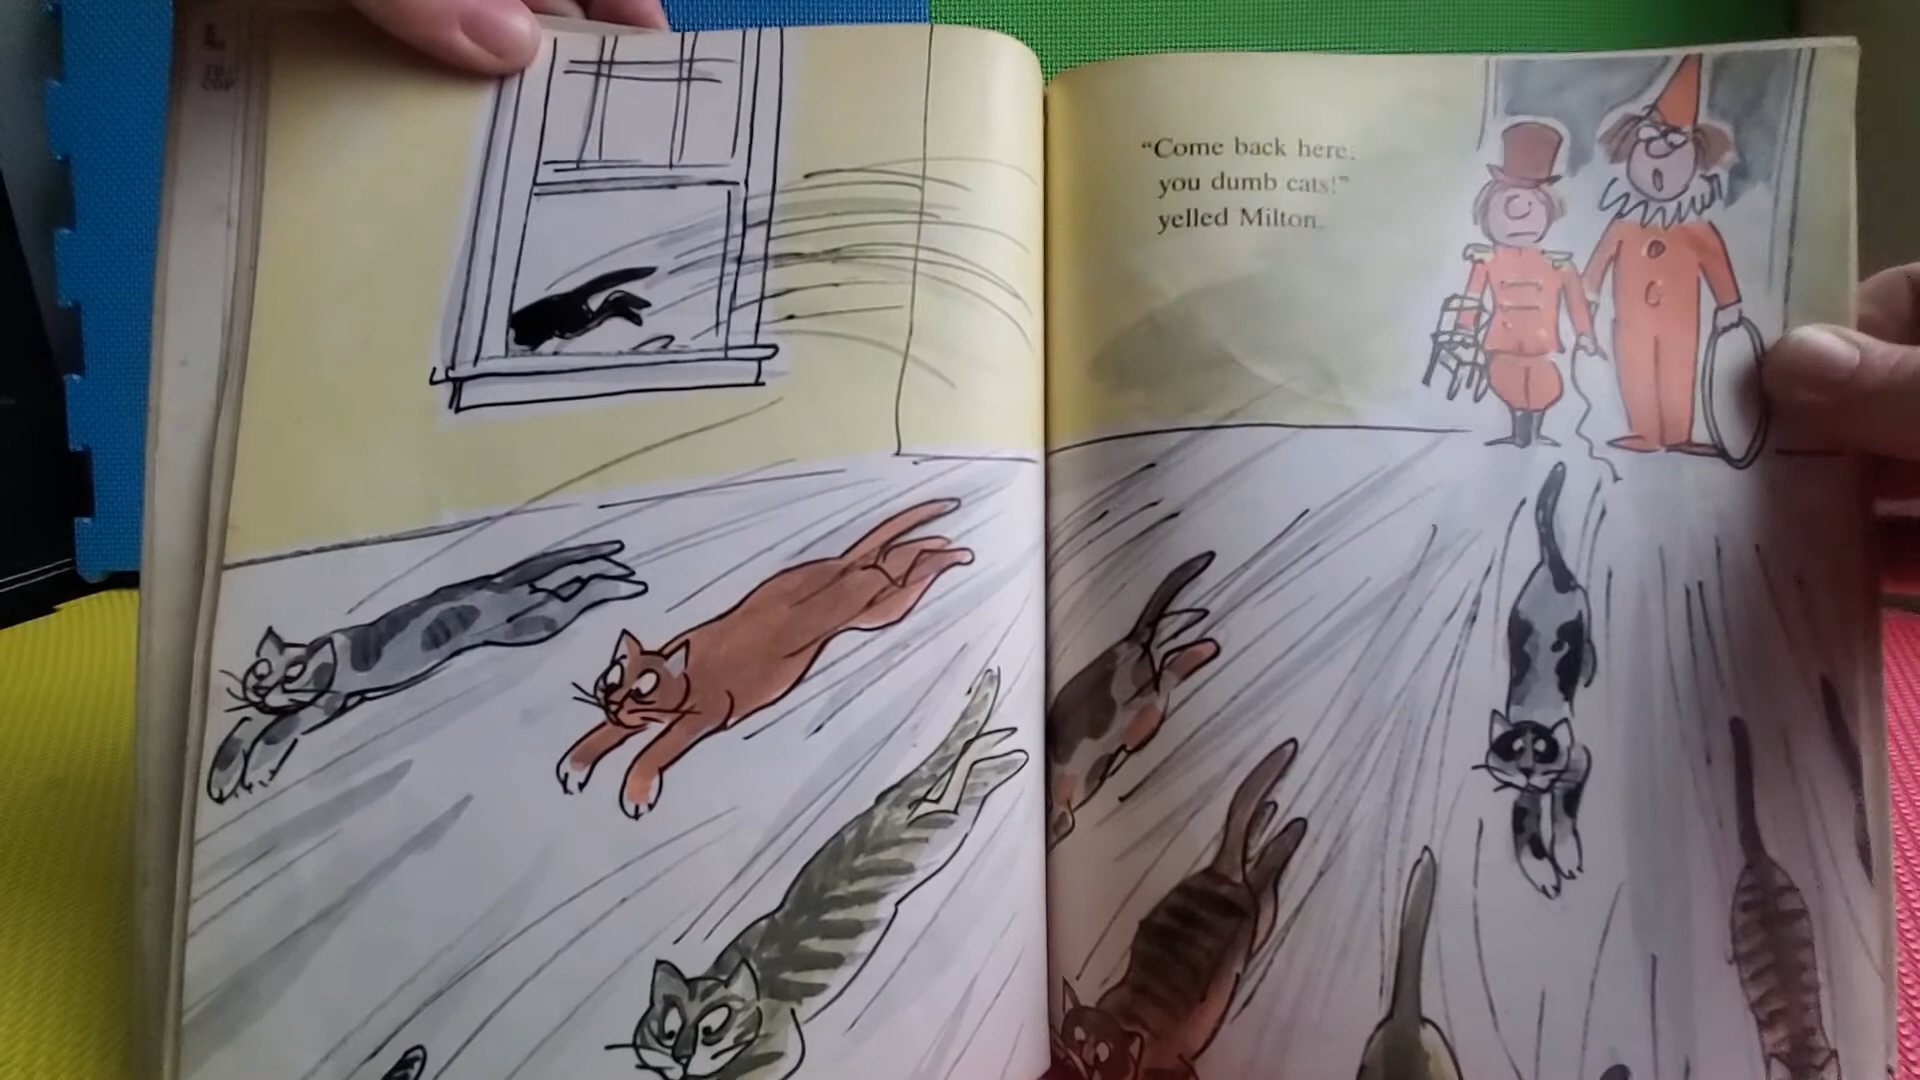 “Come back here,
you dumb cats!”
yelled Milton.